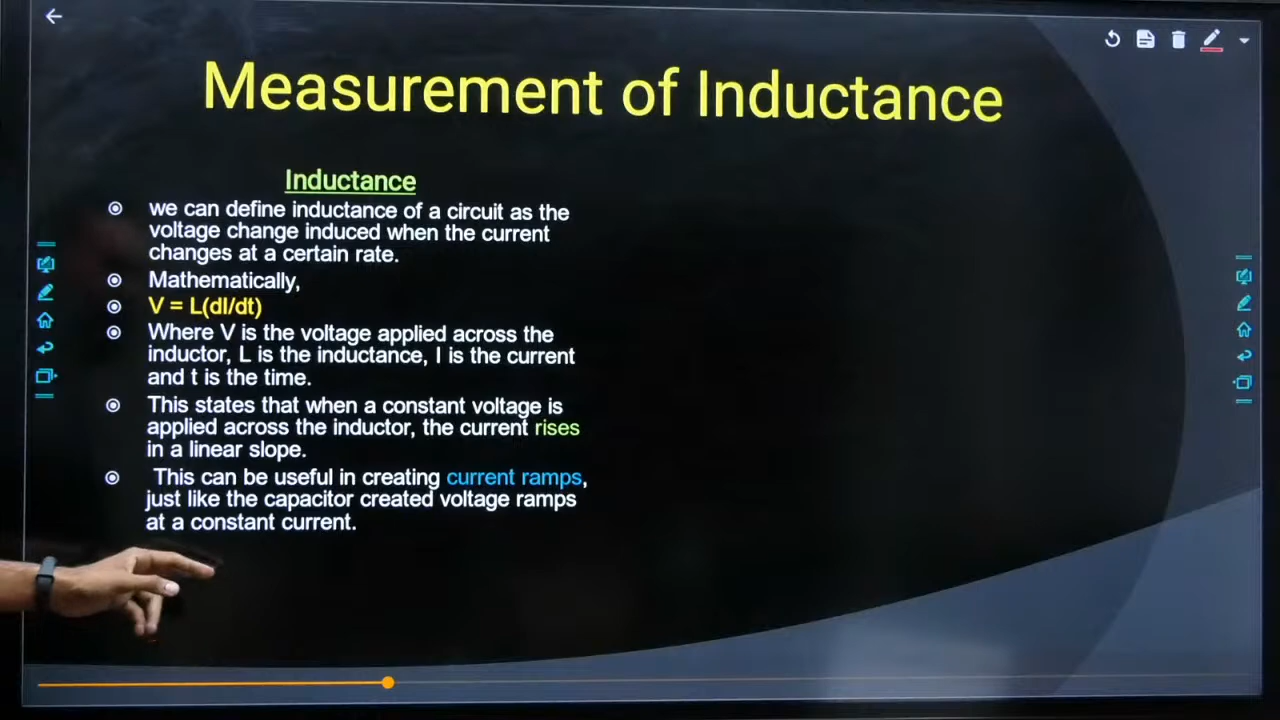 Measurement of Inductance
Inductance
we can define inductance of a circuit as the
voltage change induced when the current
changes at a certain rate.
Mathematically,
V = L(dI/dt)
Where V is the voltage applied across the
inductor, L is the inductance, I is the current
and t is the time.
This states that when a constant voltage is
applied across the inductor, the current rises
in a linear slope.
This can be useful in creating current ramps,
just like the capacitor created voltage ramps
at a constant current.